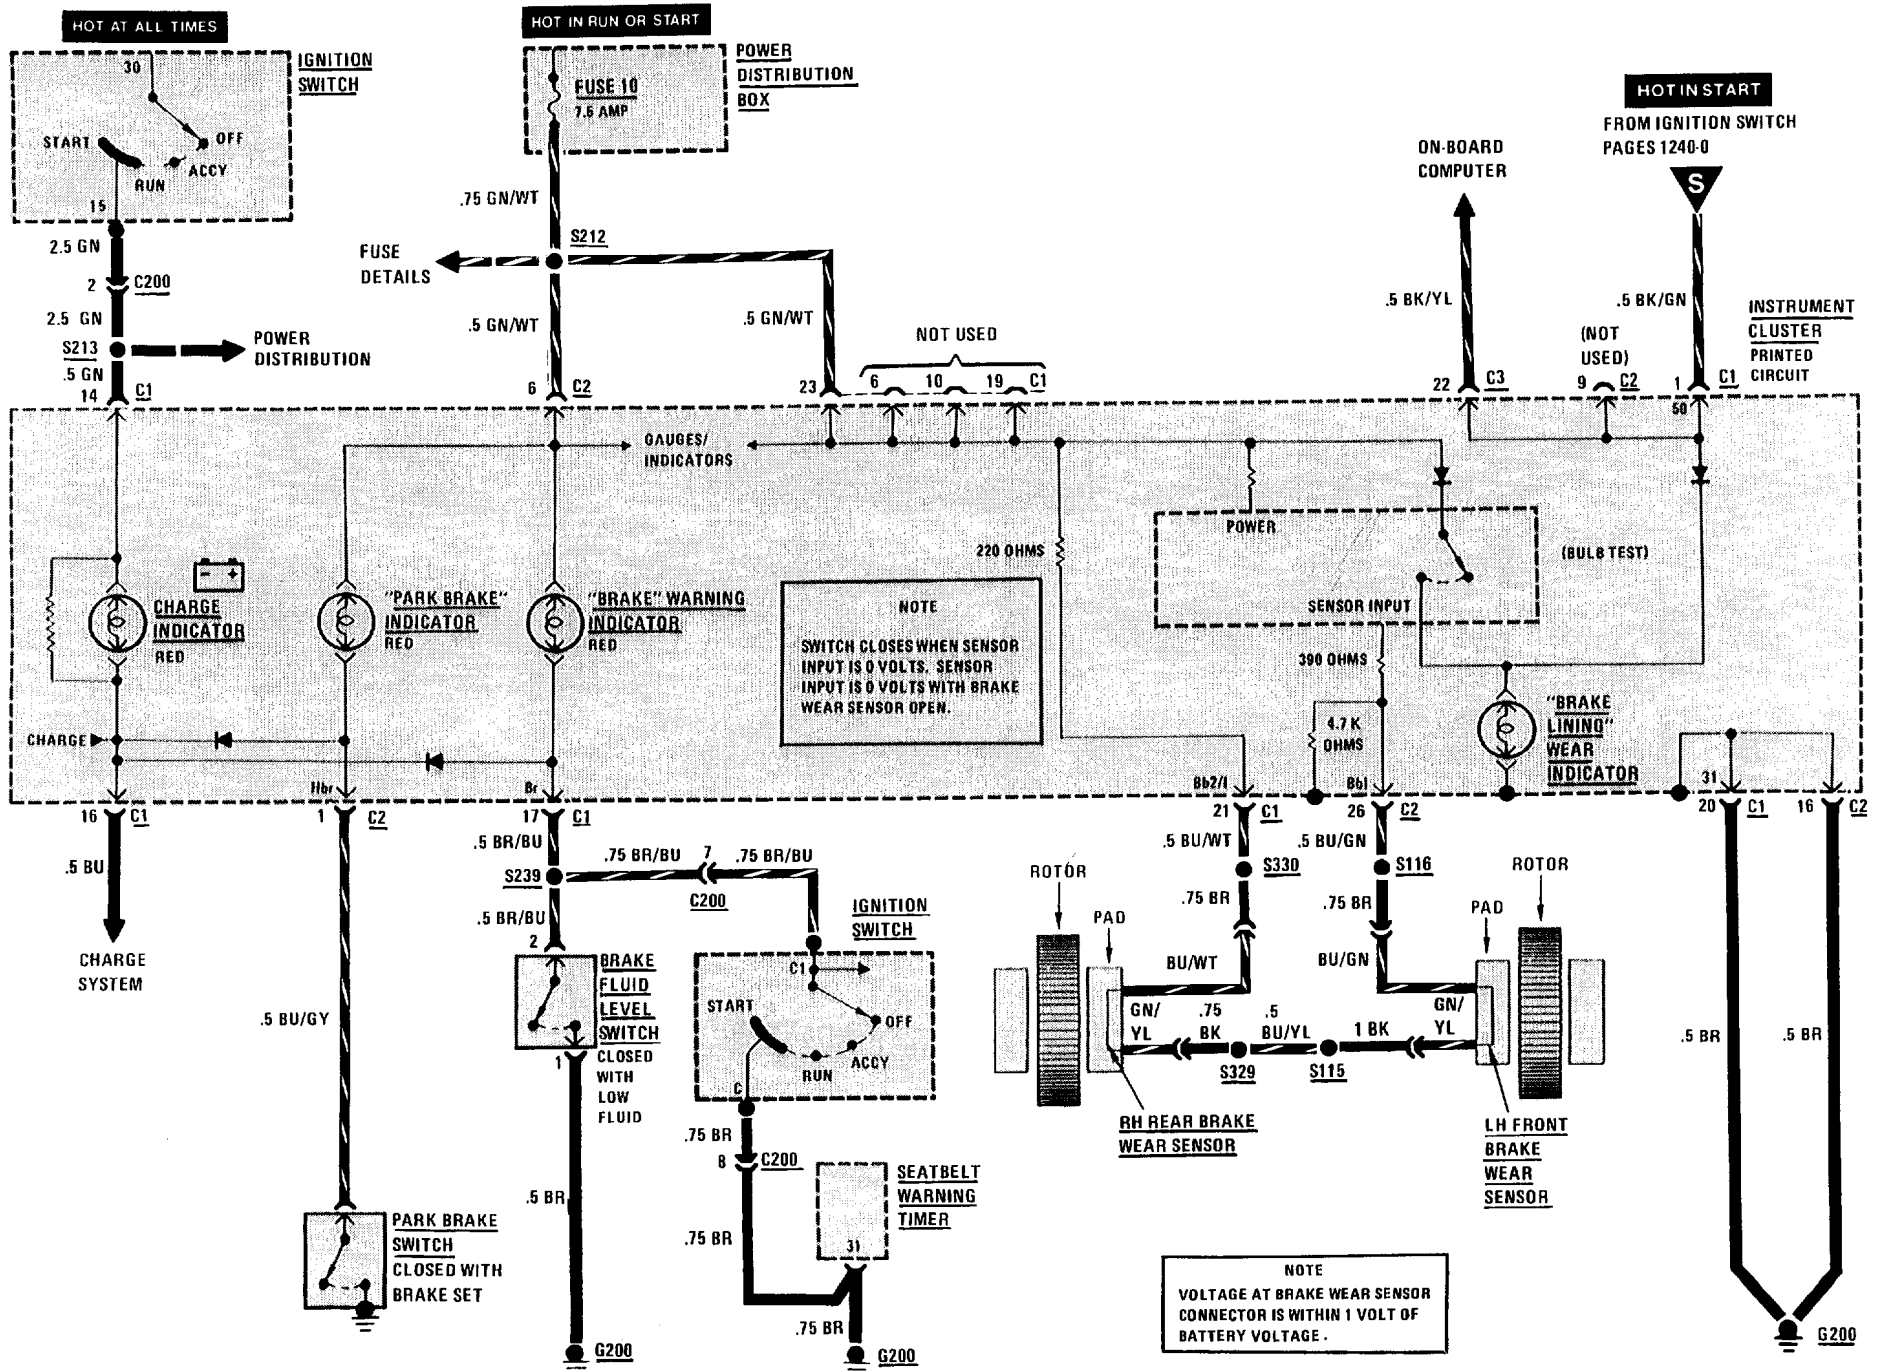 HOT AT ALL TIMES
HOT IN RUN OR START
30
IGNITION
SWITCH
START
OFF
ACCY
RUN
15
FUSE 10
7.5 AMP
POWER
DISTRIBUTION
BOX
HOT IN START
FROM IGNITION SWITCH
PAGES 1240-0
S
ON-BOARD
COMPUTER
2.5 GN
2
C200
2.5 GN
S213
POWER
DISTRIBUTION
.5 GN
14
C1
.75 GN/WT
S212
FUSE
DETAILS
.5 GN/WT
6
C2
.5 GN/WT
23
NOT USED
6
10
19
C1
.5 BK/YL
22
C3
(NOT
USED)
9
C2
.5 BK/GN
1
C1
50
INSTRUMENT
CLUSTER
PRINTED
CIRCUIT
GAUGES/
INDICATORS
- +
CHARGE
INDICATOR
RED
"PARK BRAKE"
INDICATOR
RED
"BRAKE" WARNING
INDICATOR
RED
NOTE
SWITCH CLOSES WHEN SENSOR
INPUT IS 0 VOLTS. SENSOR
INPUT IS 0 VOLTS WITH BRAKE
WEAR SENSOR OPEN.
220 OHMS
POWER
SENSOR INPUT
(BULB TEST)
390 OHMS
4.7 K
OHMS
"BRAKE
LINING"
WEAR
INDICATOR
CHARGE
Hbr
Br
Bb2/I
BbI
31
16
C1
1
C2
17
C1
21
C1
26
C2
20
C1
16
C2
.5 BU
CHARGE
SYSTEM
.5 BU/GY
PARK BRAKE
SWITCH
CLOSED WITH
BRAKE SET
.5 BR/BU
S239
.75 BR/BU
7
.75 BR/BU
C200
.5 BR/BU
2
BRAKE
FLUID
LEVEL
SWITCH
CLOSED
WITH
LOW
FLUID
1
.5 BR
G200
IGNITION
SWITCH
C1
START
OFF
ACCY
RUN
C
.75 BR
8
C200
.75 BR
SEATBELT
WARNING
TIMER
31
.75 BR
G200
.5 BU/WT
S330
.75 BR
.5 BU/GN
S116
.75 BR
ROTOR
PAD
BU/WT
BU/GN
PAD
ROTOR
GN/
YL
.75
BK
.5
BU/YL
1 BK
GN/
YL
S329
S115
RH REAR BRAKE
WEAR SENSOR
LH FRONT
BRAKE
WEAR
SENSOR
.5 BR
.5 BR
G200
NOTE
VOLTAGE AT BRAKE WEAR SENSOR
CONNECTOR IS WITHIN 1 VOLT OF
BATTERY VOLTAGE.